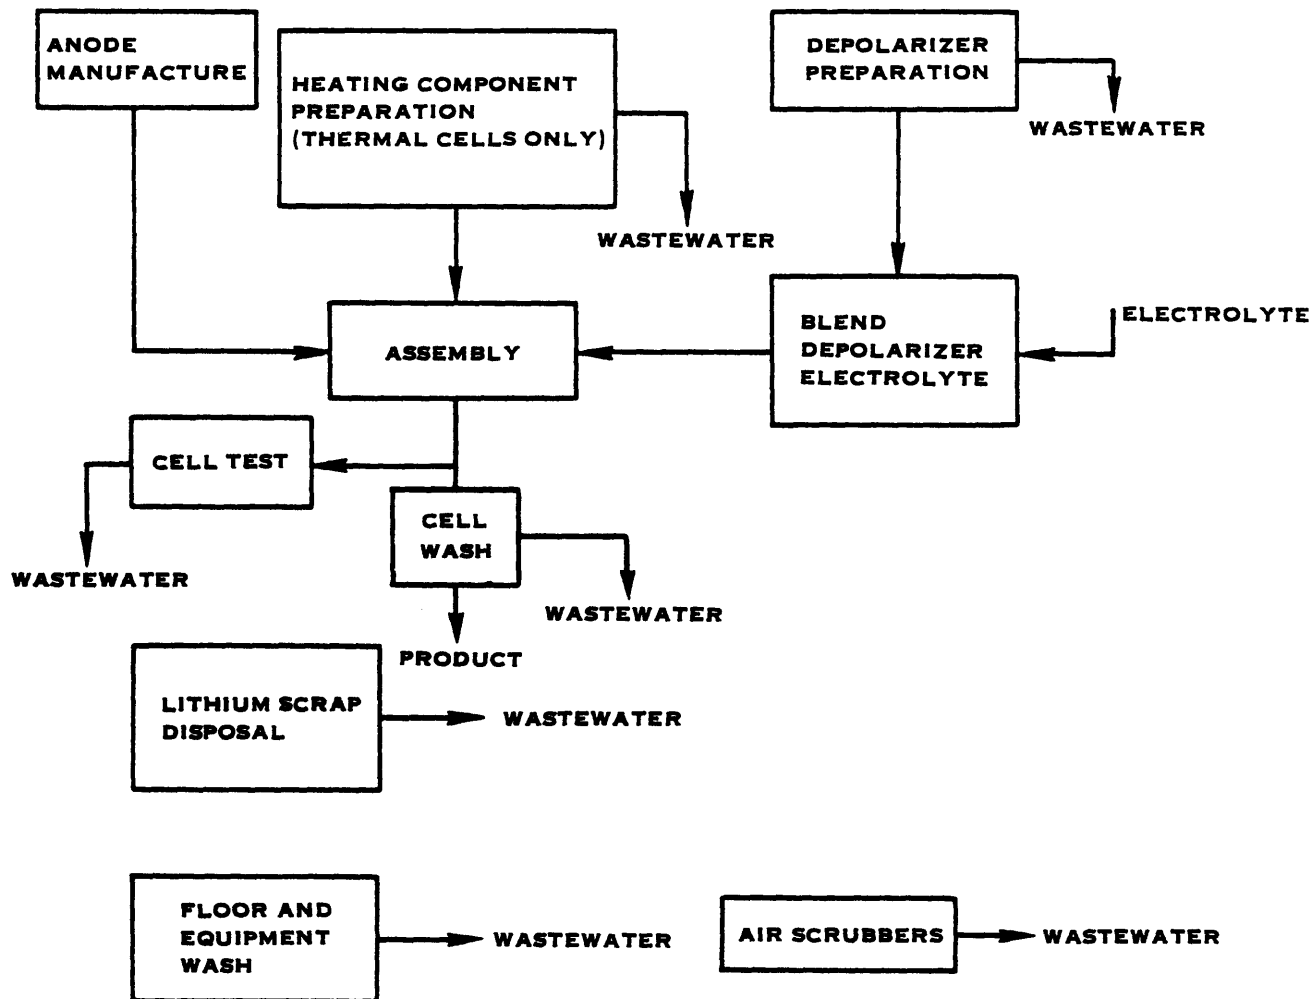 ANODE
MANUFACTURE
HEATING COMPONENT
PREPARATION
(THERMAL CELLS ONLY)
DEPOLARIZER
PREPARATION
WASTEWATER
WASTEWATER
ASSEMBLY
BLEND
DEPOLARIZER
ELECTROLYTE
ELECTROLYTE
CELL TEST
CELL
WASH
WASTEWATER
WASTEWATER
PRODUCT
LITHIUM SCRAP
DISPOSAL
WASTEWATER
FLOOR AND
EQUIPMENT
WASH
WASTEWATER
AIR SCRUBBERS
WASTEWATER